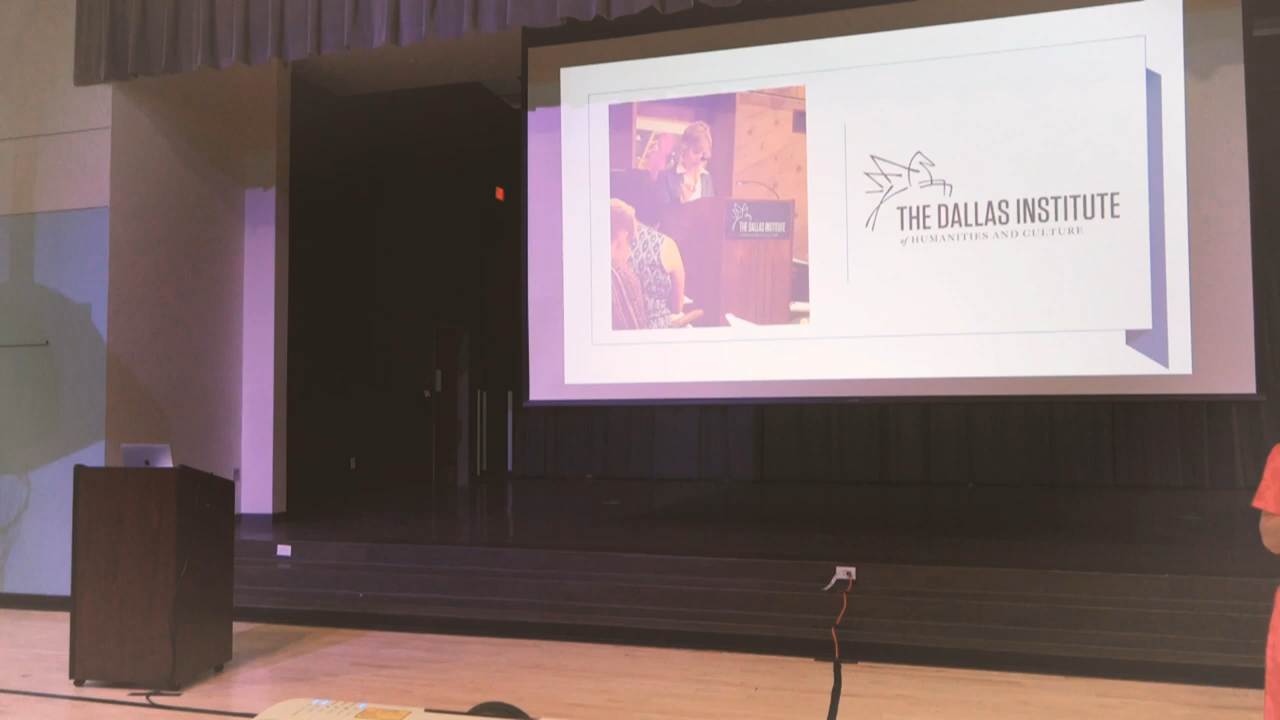 THE DALLAS INSTITUTE
THE DALLAS INSTITUTE
of HUMANITIES AND CULTURE